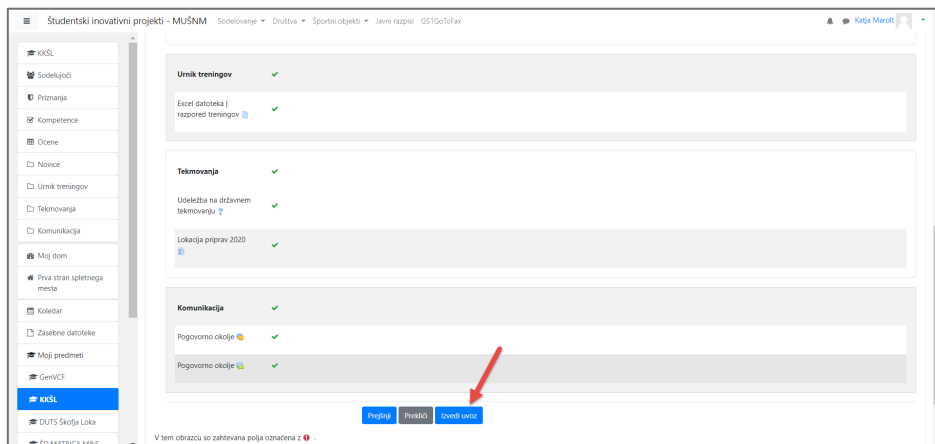 Študentski inovativni projekti - MUŠNM Sodelovanje Društva Športni objekti Javni razpisi GS1GoToFax Katja Marolt
KKŠL
Sodelujoči
Priznanja
Kompetence
Ocene
Novice
Urnik treningov
Tekmovanja
Komunikacija
Moj dom
Prva stran spletnega
mesta
Koledar
Zasebne datoteke
Moji predmeti
GenVCF
KKŠL
DUTS Škofja Loka
ŠD MATRICA M&S
Urnik treningov
Excel datoteka |
razpored treningov
Tekmovanja
Udeležba na državnem
tekmovanju
Lokacija priprav 2020
Komunikacija
Pogovorno okolje
Pogovorno okolje
Prejšnji Prekliči Izvedi uvoz
V tem obrazcu so zahtevana polja označena z .